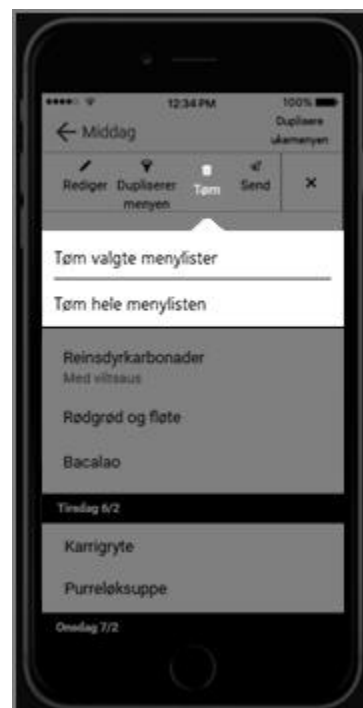 12:34 PM
100%
← Middag
Duplisere
ukemenyen
Rediger
Dupliserer
menyen
Tøm
Send
×
Tøm valgte menylister
Tøm hele menylisten
Reinsdyrkarbonader
Med viltsaus
Rødgrød og fløte
Bacalao
Tirsdag 6/2
Karrigryte
Purreløksuppe
Onsdag 7/2